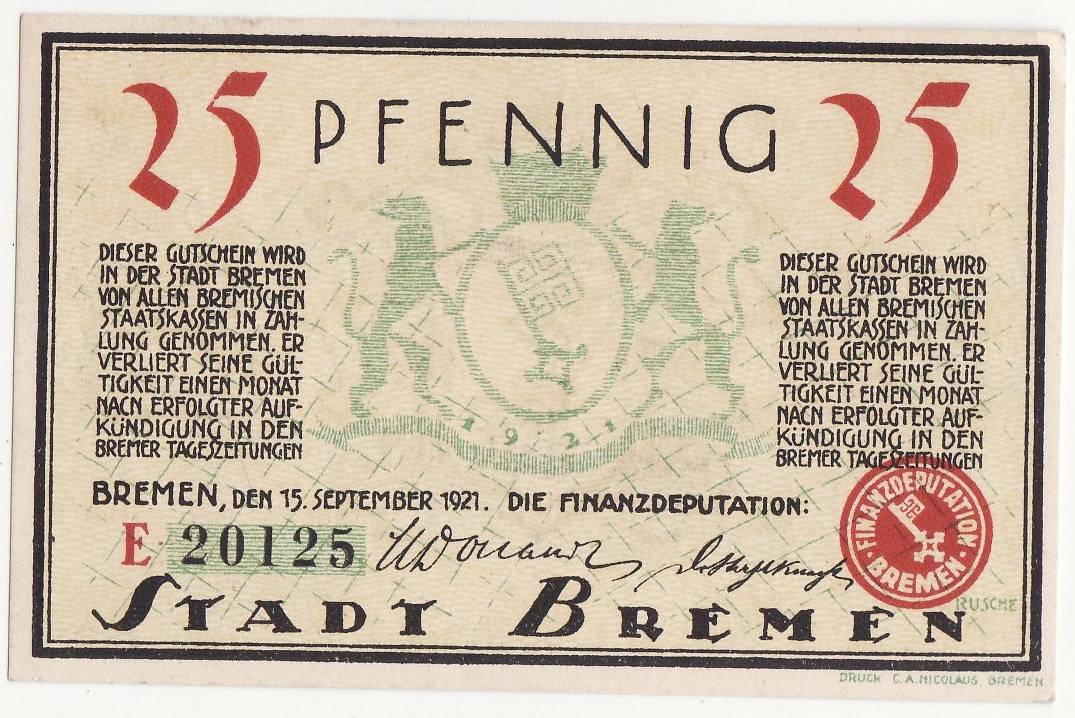 25 PFENNIG 25
DIESER GUTSCHEIN WIRD
IN DER STADT BREMEN
VON ALLEN BREMISCHEN
STAATSKASSEN IN ZAH-
LUNG GENOMMEN. ER
VERLIERT SEINE GÜL-
TIGKEIT EINEN MONAT
NACH ERFOLGTER AUF-
KÜNDIGUNG IN DEN
BREMER TAGESZEITUNGEN
DIESER GUTSCHEIN WIRD
IN DER STADT BREMEN
VON ALLEN BREMISCHEN
STAATSKASSEN IN ZAH-
LUNG GENOMMEN. ER
VERLIERT SEINE GÜL-
TIGKEIT EINEN MONAT
NACH ERFOLGTER AUF-
KÜNDIGUNG IN DEN
BREMER TAGESZEITUNGEN
1921
BREMEN, DEN 15. SEPTEMBER 1921. DIE FINANZDEPUTATION:
E. 20125
FINANZDEPUTATION
· BREMEN ·
RUSCHE
STADT BREMEN
DRUCK C.A. NICOLAUS, BREMEN